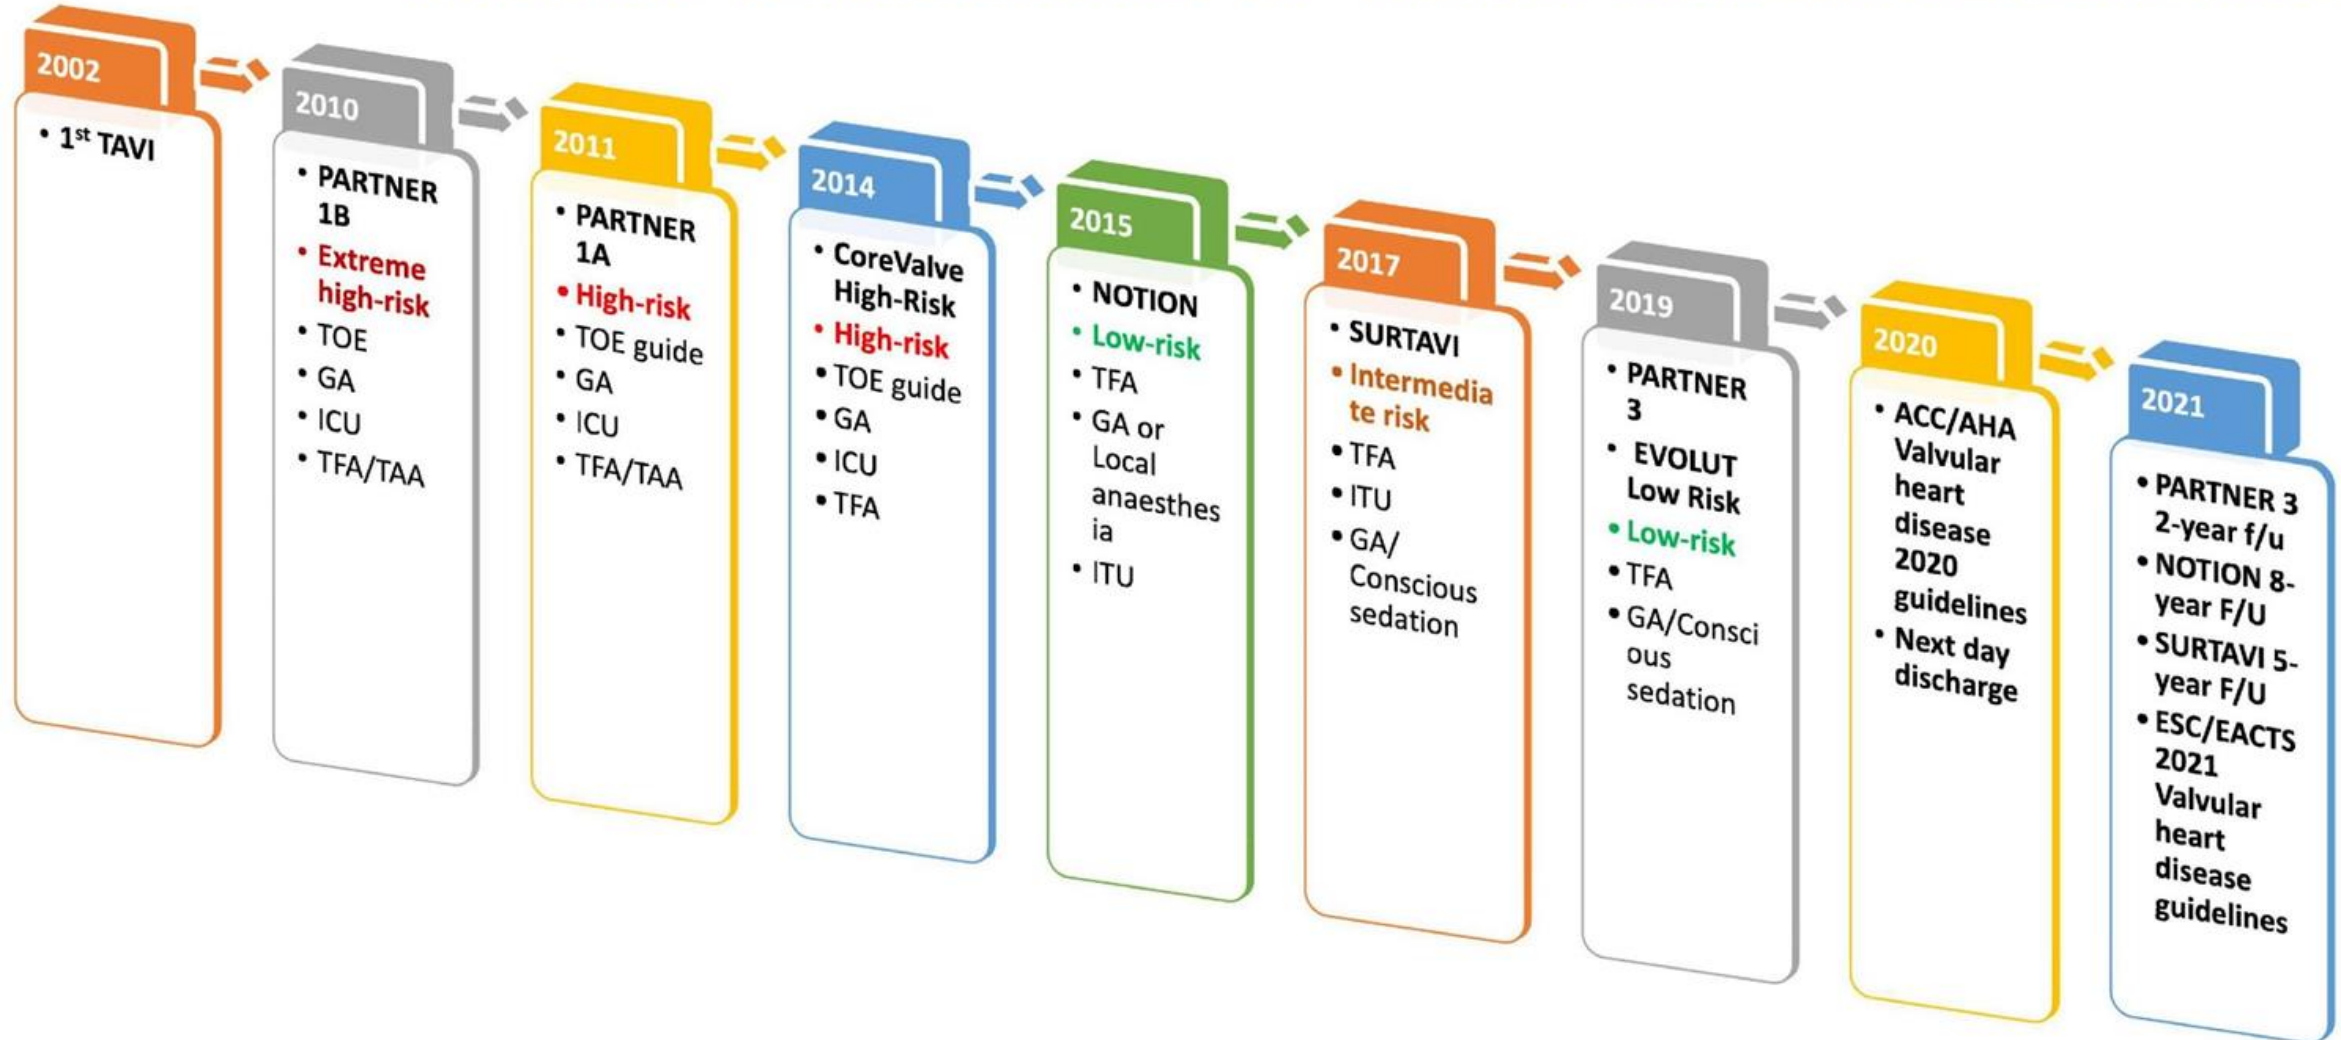 2002
• 1st TAVI
2010
• PARTNER
1B
• Extreme
high-risk
• TOE
• GA
• ICU
• TFA/TAA
2011
• PARTNER
1A
• High-risk
• TOE guide
• GA
• ICU
• TFA/TAA
2014
• CoreValve
High-Risk
• High-risk
• TOE guide
• GA
• ICU
• TFA
2015
• NOTION
• Low-risk
• TFA
• GA or
Local
anaesthes
ia
• ITU
2017
• SURTAVI
• Intermedia
te risk
• TFA
• ITU
• GA/
Conscious
sedation
2019
• PARTNER
3
• EVOLUT
Low Risk
• Low-risk
• TFA
• GA/Consci
ous
sedation
2020
• ACC/AHA
Valvular
heart
disease
2020
guidelines
• Next day
discharge
2021
• PARTNER 3
2-year f/u
• NOTION 8-
year F/U
• SURTAVI 5-
year F/U
• ESC/EACTS
2021
Valvular
heart
disease
guidelines